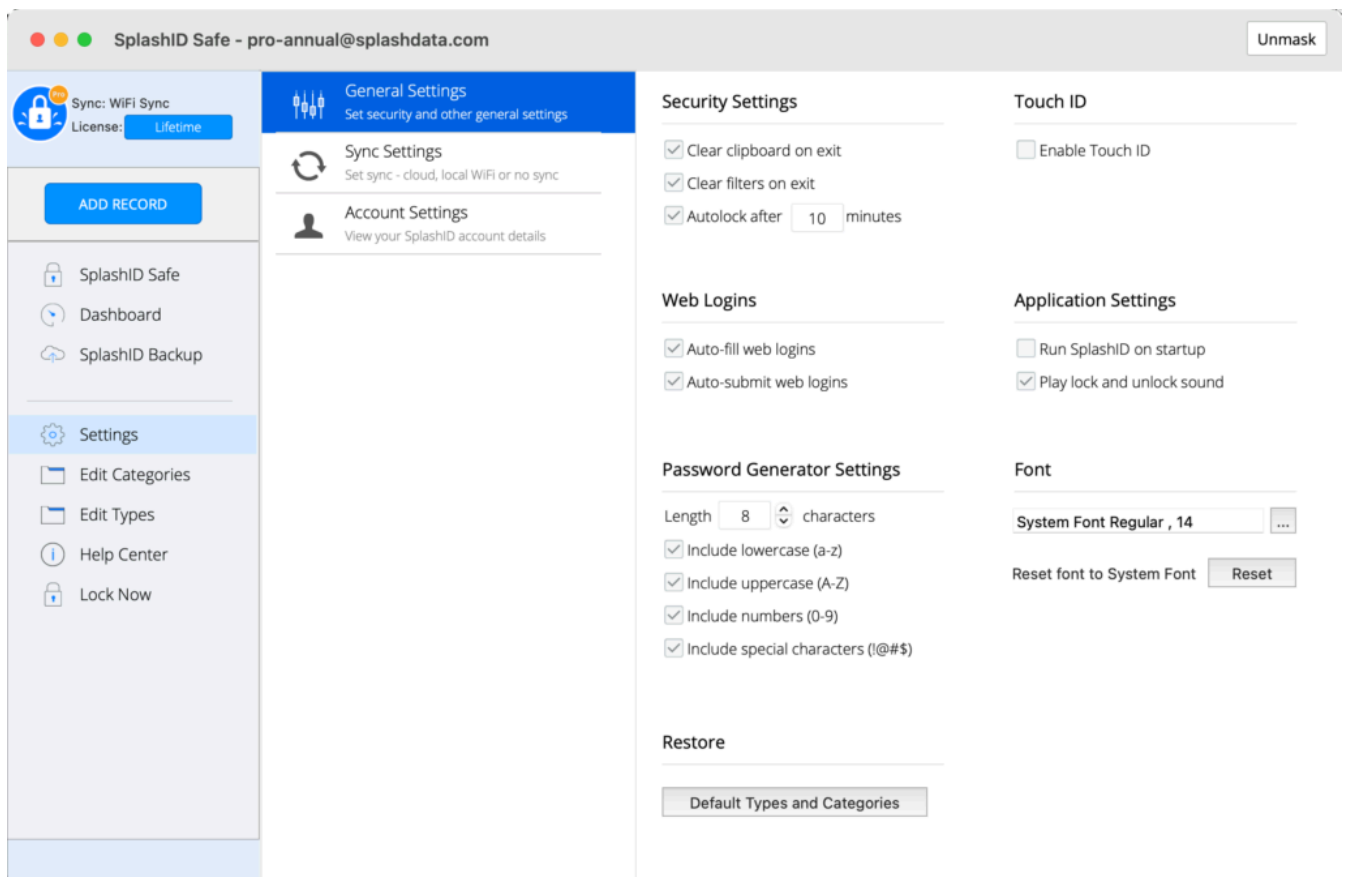 SplashID Safe - pro-annual@splashdata.com
Unmask
Pro
Sync: WiFi Sync
License: Lifetime
ADD RECORD
SplashID Safe
Dashboard
SplashID Backup
Settings
Edit Categories
Edit Types
Help Center
Lock Now
General Settings
Set security and other general settings
Sync Settings
Set sync - cloud, local WiFi or no sync
Account Settings
View your SplashID account details
Security Settings
Clear clipboard on exit
Clear filters on exit
Autolock after 10 minutes
Touch ID
Enable Touch ID
Web Logins
Auto-fill web logins
Auto-submit web logins
Application Settings
Run SplashID on startup
Play lock and unlock sound
Password Generator Settings
Length 8 characters
Include lowercase (a-z)
Include uppercase (A-Z)
Include numbers (0-9)
Include special characters (!@#$)
Font
System Font Regular , 14
...
Reset font to System Font Reset
Restore
Default Types and Categories